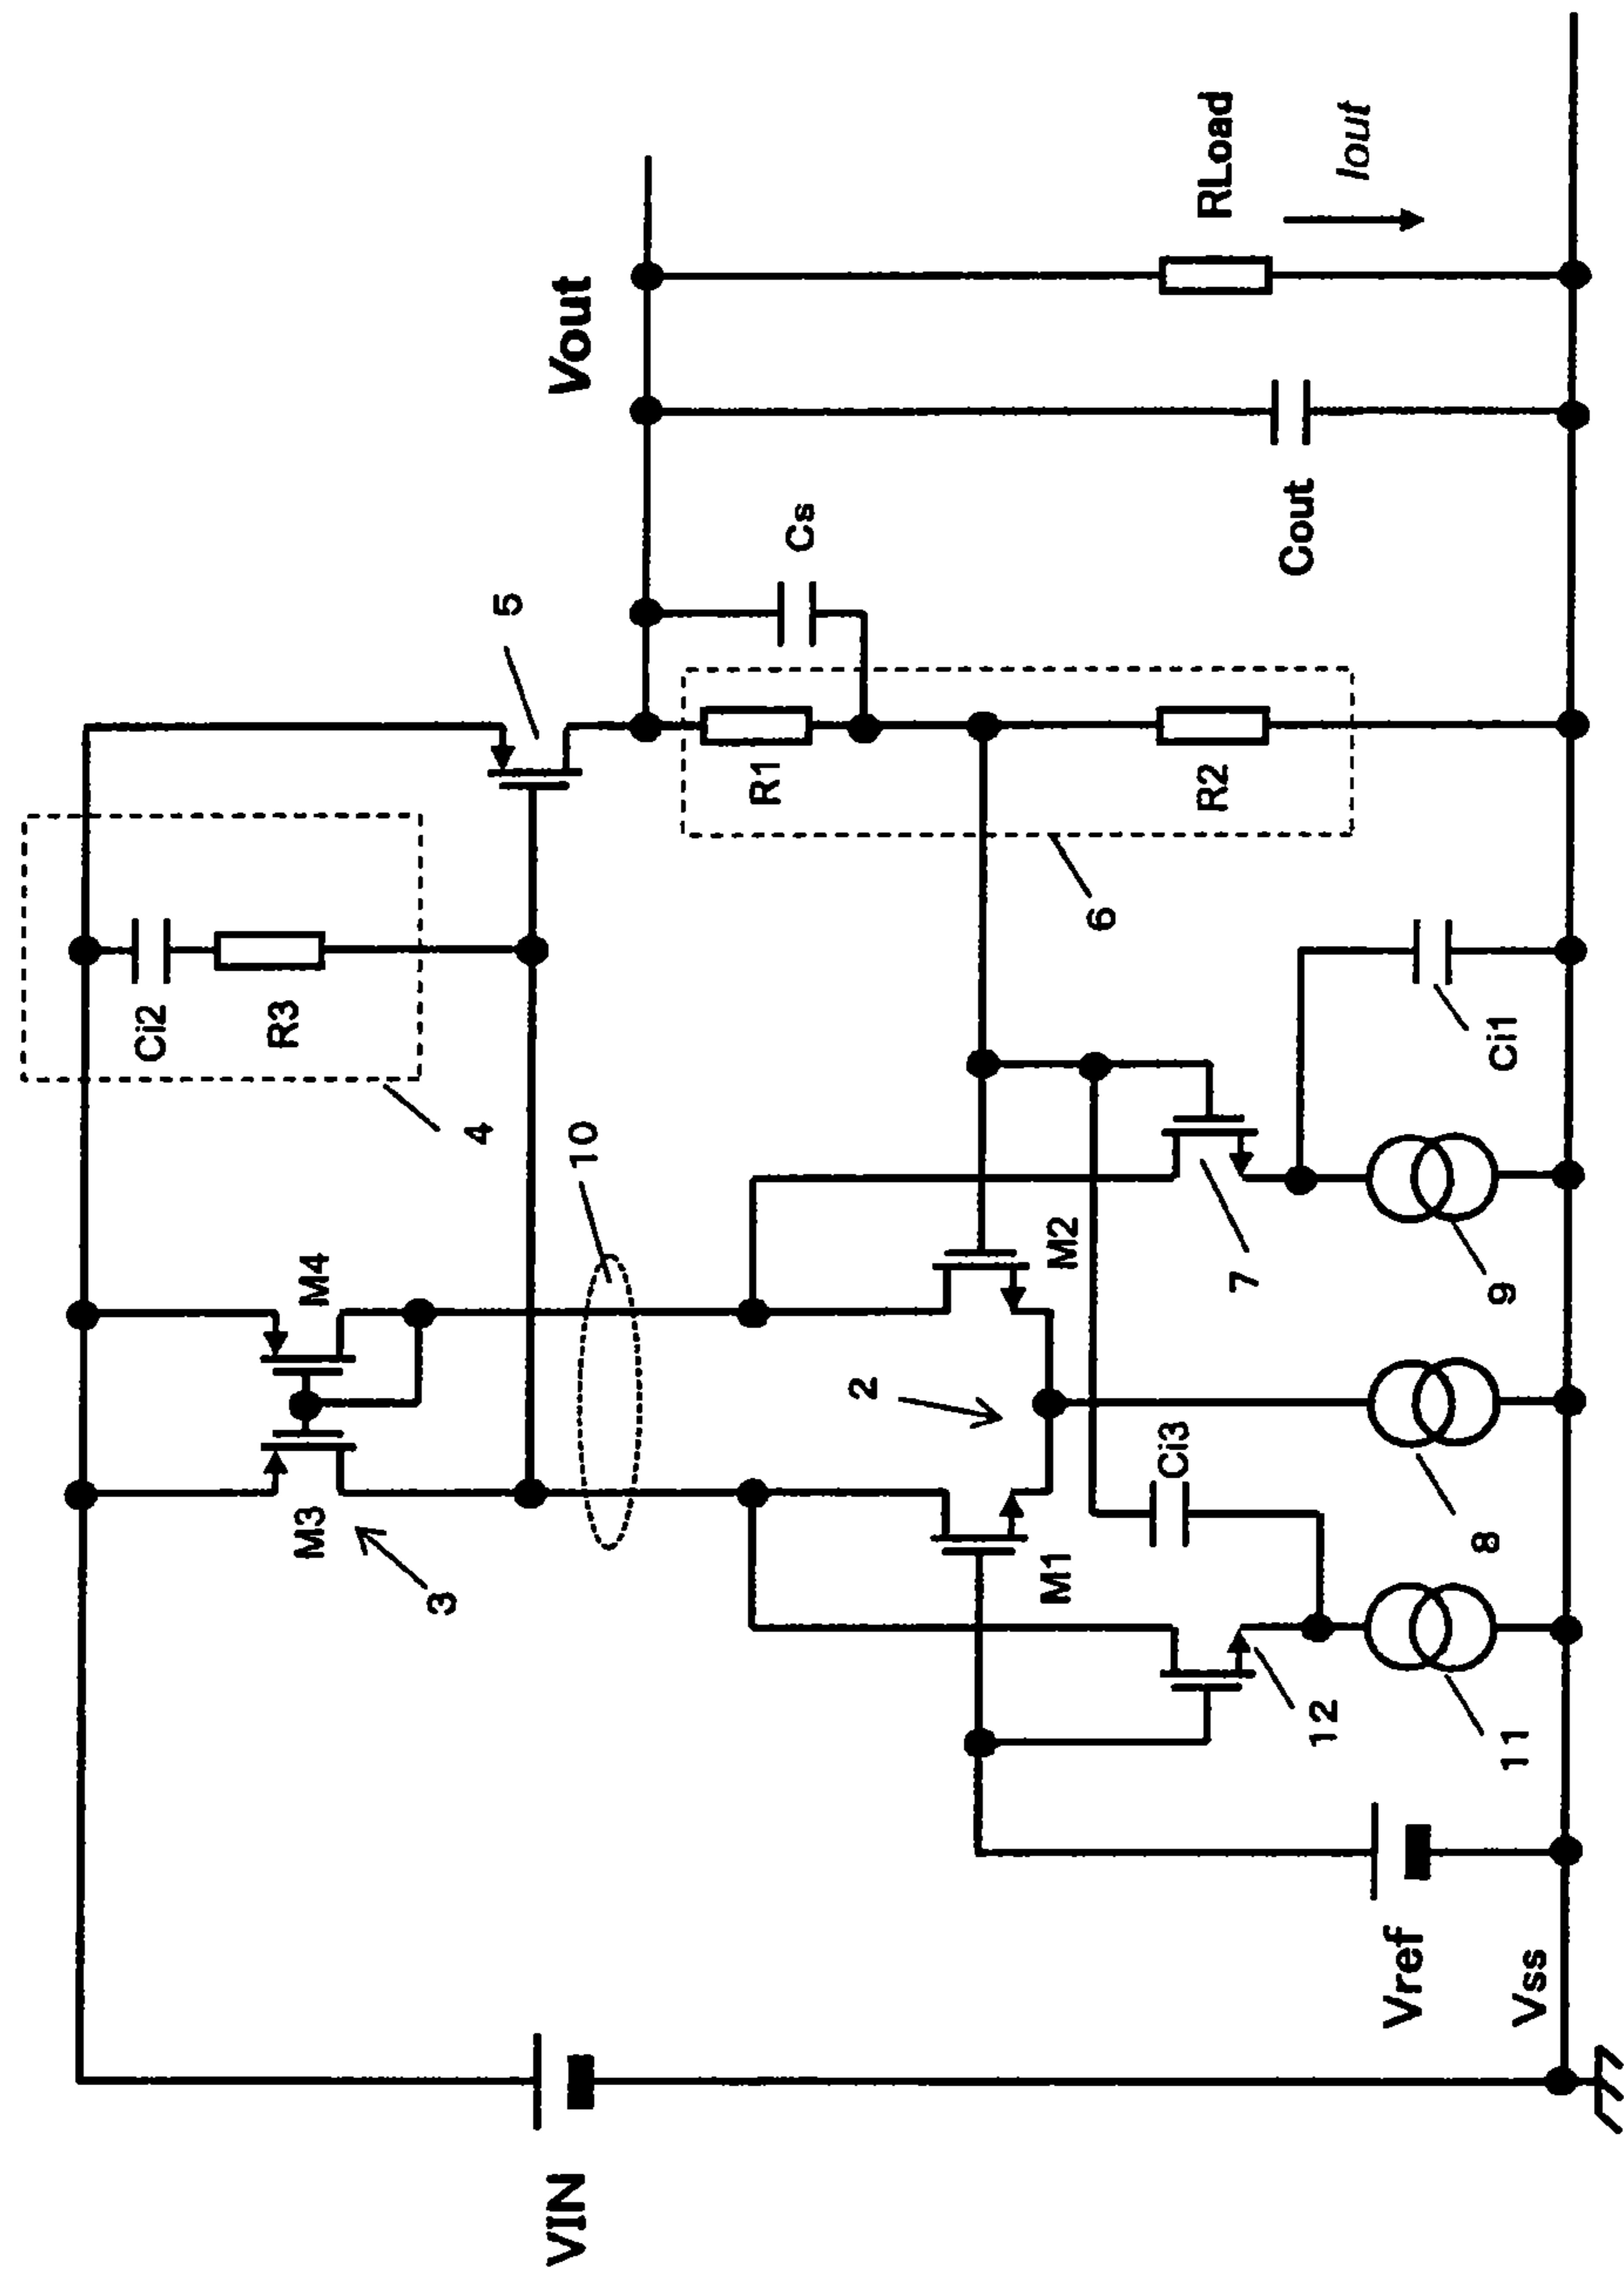 VIN
Vref
Vss
M3
3
M4
Ci2
R3
4
5
10
2
M1
M2
Ci3
12
11
8
7
9
Ci1
6
R1
R2
Cs
Vout
Cout
RLoad
Iout